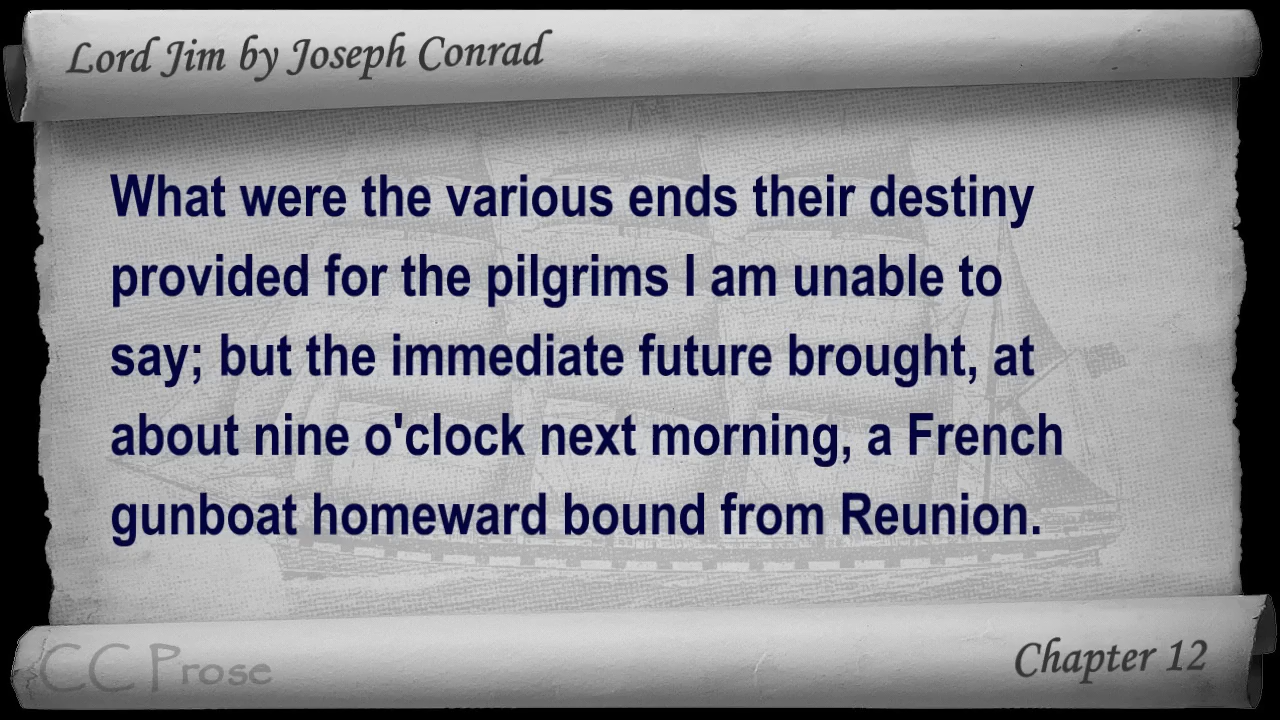 Lord Jim by Joseph Conrad
What were the various ends their destiny
provided for the pilgrims I am unable to
say; but the immediate future brought, at
about nine o'clock next morning, a French
gunboat homeward bound from Reunion.
CC Prose
Chapter 12